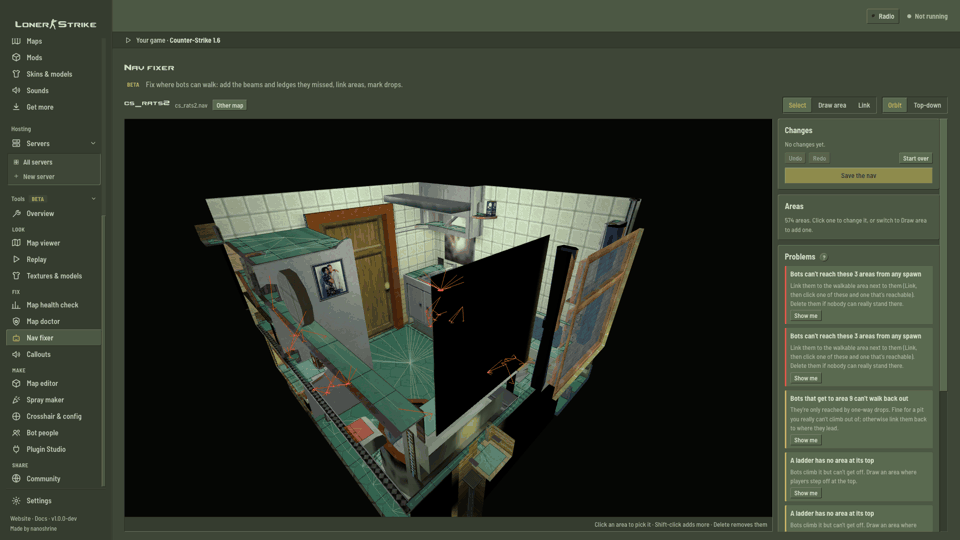 LONER STRIKE
Maps
Mods
Skins & models
Sounds
Get more
Hosting
Servers
All servers
New server
Tools BETA
Overview
LOOK
Map viewer
Replay
Textures & models
FIX
Map health check
Map doctor
Nav fixer
Callouts
MAKE
Map editor
Spray maker
Crosshair & config
Bot people
Plugin Studio
SHARE
Community
Settings
Website · Docs · v1.0.0-dev
Made by nanoshrine
Radio
Not running
Your game · Counter-Strike 1.6
NAV FIXER
BETA Fix where bots can walk: add the beams and ledges they missed, link areas, mark drops.
CS_RATS2 cs_rats2.nav Other map
Select Draw area Link Orbit Top-down
Click an area to pick it · Shift-click adds more · Delete removes them
Changes
No changes yet.
Undo Redo Start over
Save the nav
Areas
574 areas. Click one to change it, or switch to Draw area
to add one.
Problems
Bots can't reach these 3 areas from any spawn
Link them to the walkable area next to them (Link,
then click one of these and one that's reachable).
Delete them if nobody can really stand there.
Show me
Bots can't reach these 3 areas from any spawn
Link them to the walkable area next to them (Link,
then click one of these and one that's reachable).
Delete them if nobody can really stand there.
Show me
Bots that get to area 9 can't walk back out
They're only reached by one-way drops. Fine for a pit
you really can't climb out of; otherwise link them back
to where they lead.
Show me
A ladder has no area at its top
Bots climb it but can't get off. Draw an area where
players step off at the top.
Show me
A ladder has no area at its top
Bots climb it but can't get off. Draw an area where